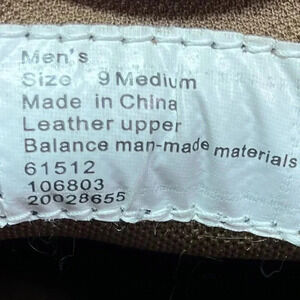 Men's
Size 9 Medium
Made in China
Leather upper
Balance man-made materials
61512
106803
20028655